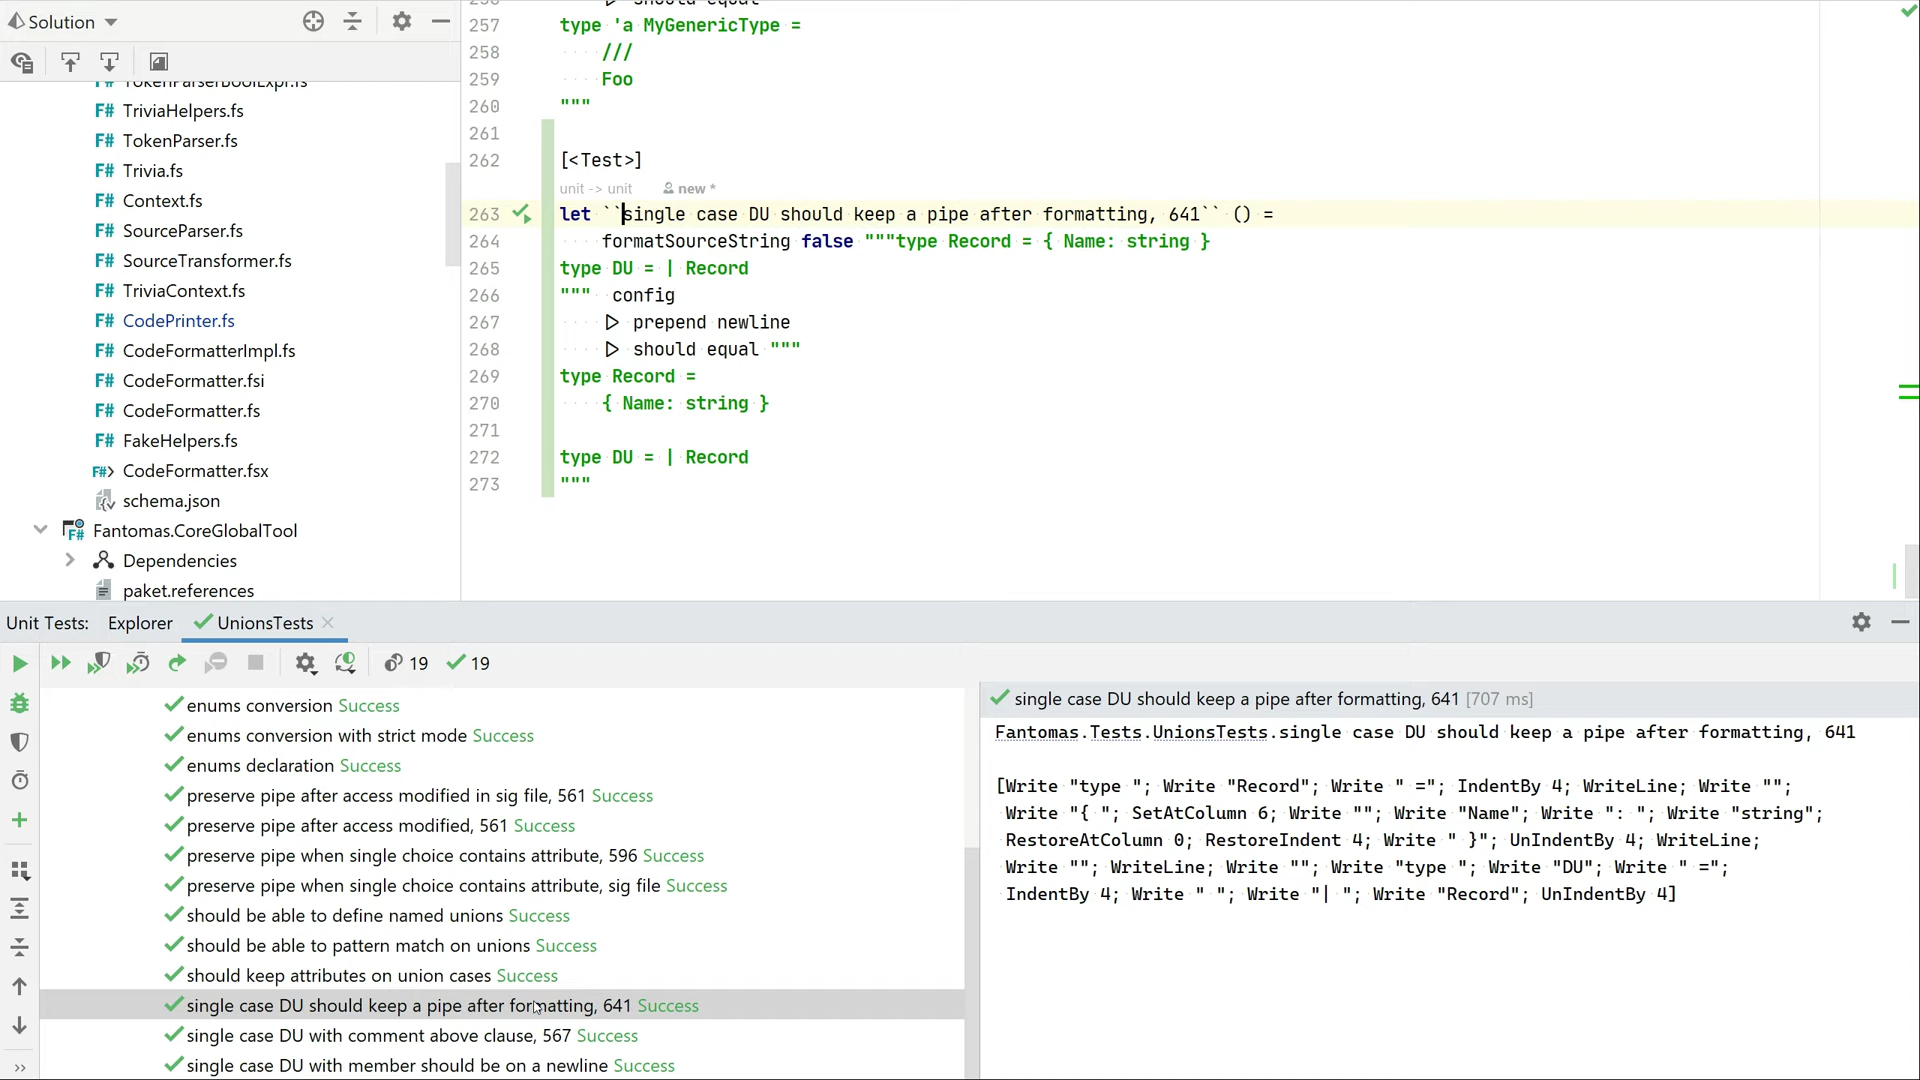 Solution
TokenParserBoolExpr.fs
TriviaHelpers.fs
TokenParser.fs
Trivia.fs
Context.fs
SourceParser.fs
SourceTransformer.fs
TriviaContext.fs
CodePrinter.fs
CodeFormatterImpl.fs
CodeFormatter.fsi
CodeFormatter.fs
FakeHelpers.fs
CodeFormatter.fsx
schema.json
Fantomas.CoreGlobalTool
Dependencies
paket.references
256 ▷ should equal """
257 type 'a MyGenericType =
258 ///
259 Foo
260 """
261
262 [<Test>]
unit -> unit new *
263 let ``single case DU should keep a pipe after formatting, 641`` () =
264 formatSourceString false """type Record = { Name: string }
265 type DU = | Record
266 """ config
267 ▷ prepend newline
268 ▷ should equal """
269 type Record =
270 { Name: string }
271
272 type DU = | Record
273 """
Unit Tests: Explorer UnionsTests
19 19
enums conversion Success
enums conversion with strict mode Success
enums declaration Success
preserve pipe after access modified in sig file, 561 Success
preserve pipe after access modified, 561 Success
preserve pipe when single choice contains attribute, 596 Success
preserve pipe when single choice contains attribute, sig file Success
should be able to define named unions Success
should be able to pattern match on unions Success
should keep attributes on union cases Success
single case DU should keep a pipe after formatting, 641 Success
single case DU with comment above clause, 567 Success
single case DU with member should be on a newline Success
single case DU should keep a pipe after formatting, 641 [707 ms]
Fantomas.Tests.UnionsTests.single case DU should keep a pipe after formatting, 641
[Write "type "; Write "Record"; Write " ="; IndentBy 4; WriteLine; Write "";
Write "{ "; SetAtColumn 6; Write ""; Write "Name"; Write ": "; Write "string";
RestoreAtColumn 0; RestoreIndent 4; Write " }"; UnIndentBy 4; WriteLine;
Write ""; WriteLine; Write ""; Write "type "; Write "DU"; Write " =";
IndentBy 4; Write " "; Write "| "; Write "Record"; UnIndentBy 4]